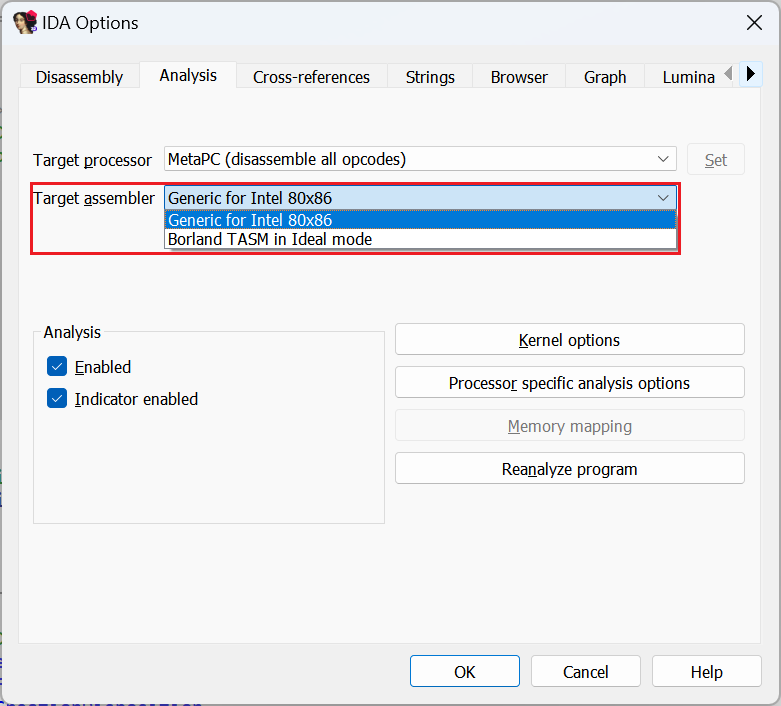 IDA Options
Disassembly Analysis Cross-references Strings Browser Graph Lumina
Target processor MetaPC (disassemble all opcodes) Set
Target assembler Generic for Intel 80x86
Generic for Intel 80x86
Borland TASM in Ideal mode
Analysis
Enabled
Indicator enabled
Kernel options
Processor specific analysis options
Memory mapping
Reanalyze program
OK Cancel Help